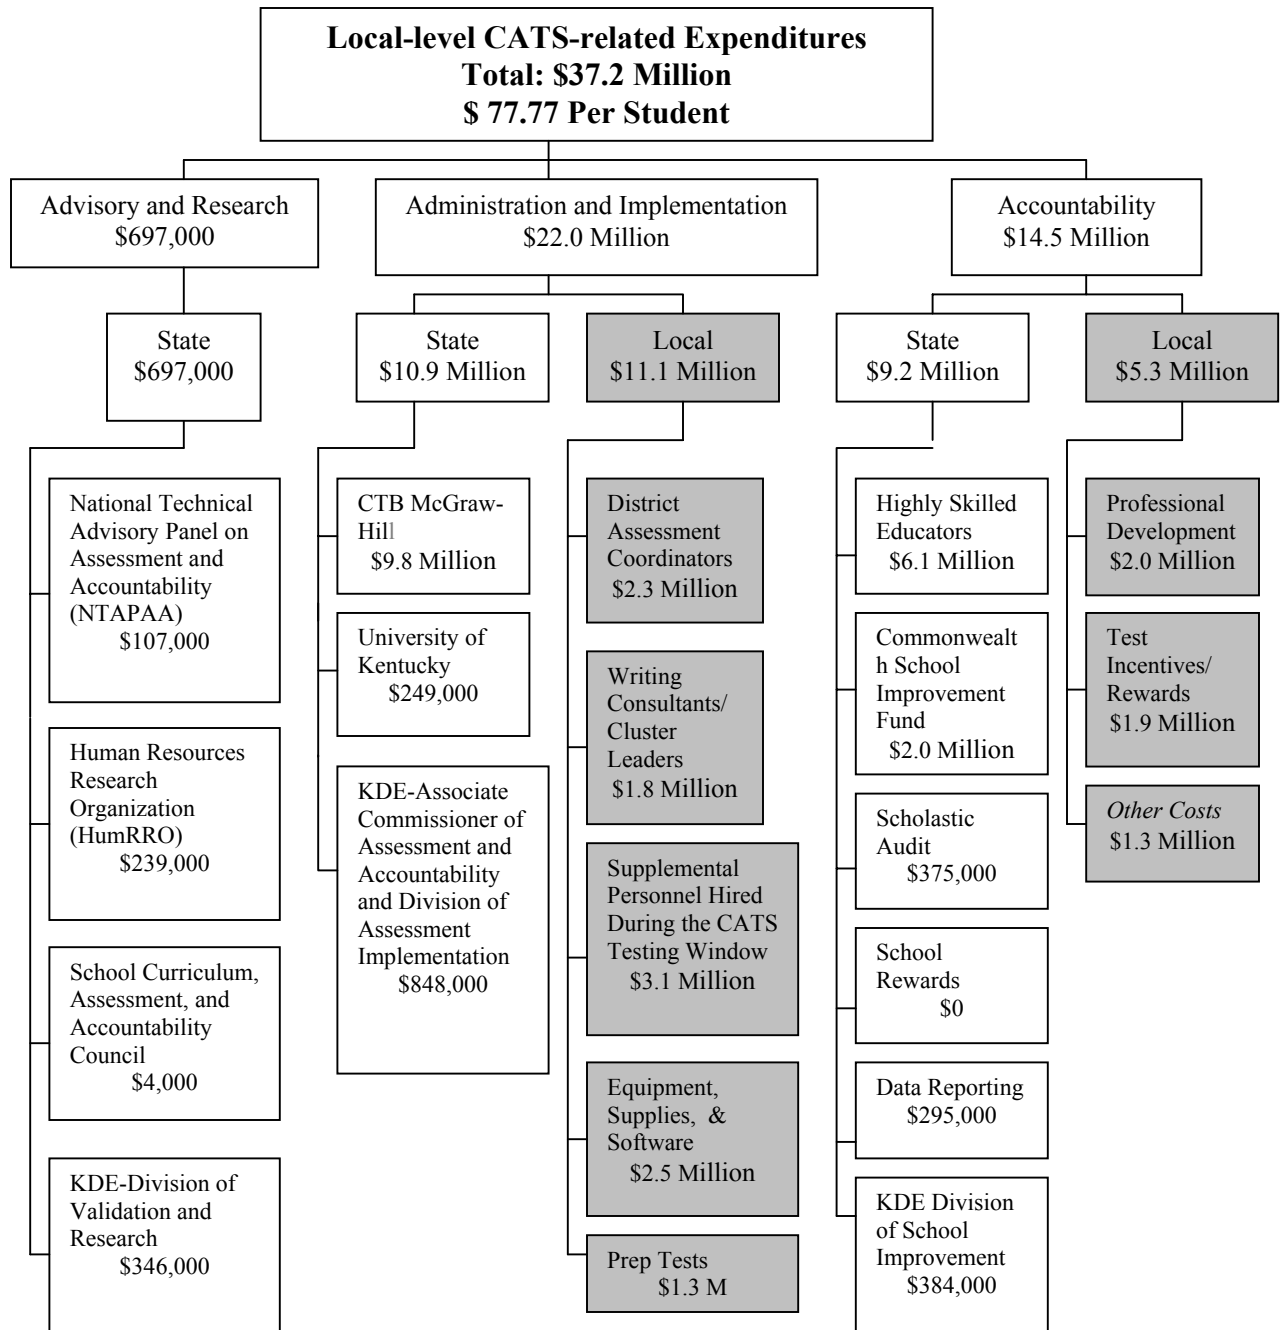 Local-level CATS-related Expenditures
Total: $37.2 Million
$ 77.77 Per Student
Advisory and Research
$697,000
Administration and Implementation
$22.0 Million
Accountability
$14.5 Million
State
$697,000
State
$10.9 Million
Local
$11.1 Million
State
$9.2 Million
Local
$5.3 Million
National Technical
Advisory Panel on
Assessment and
Accountability
(NTAPAA)
$107,000
Human Resources
Research
Organization
(HumRRO)
$239,000
School Curriculum,
Assessment, and
Accountability
Council
$4,000
KDE-Division of
Validation and
Research
$346,000
CTB McGraw-
Hill
$9.8 Million
University of
Kentucky
$249,000
KDE-Associate
Commissioner of
Assessment and
Accountability
and Division of
Assessment
Implementation
$848,000
District
Assessment
Coordinators
$2.3 Million
Writing
Consultants/
Cluster
Leaders
$1.8 Million
Supplemental
Personnel Hired
During the CATS
Testing Window
$3.1 Million
Equipment,
Supplies, &
Software
$2.5 Million
Prep Tests
$1.3 M
Highly Skilled
Educators
$6.1 Million
Commonwealt
h School
Improvement
Fund
$2.0 Million
Scholastic
Audit
$375,000
School
Rewards
$0
Data Reporting
$295,000
KDE Division
of School
Improvement
$384,000
Professional
Development
$2.0 Million
Test
Incentives/
Rewards
$1.9 Million
Other Costs
$1.3 Million